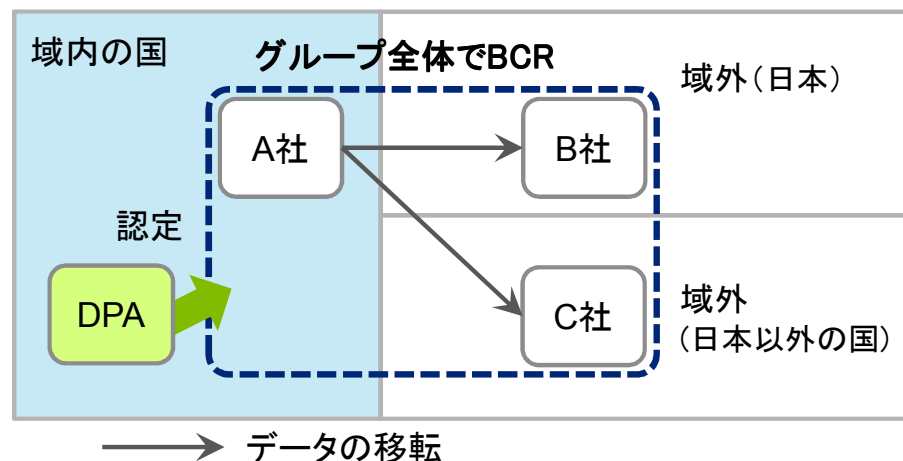 域内の国
グループ全体でBCR
域外（日本）
A社
B社
認定
DPA
C社
域外
（日本以外の国）
データの移転